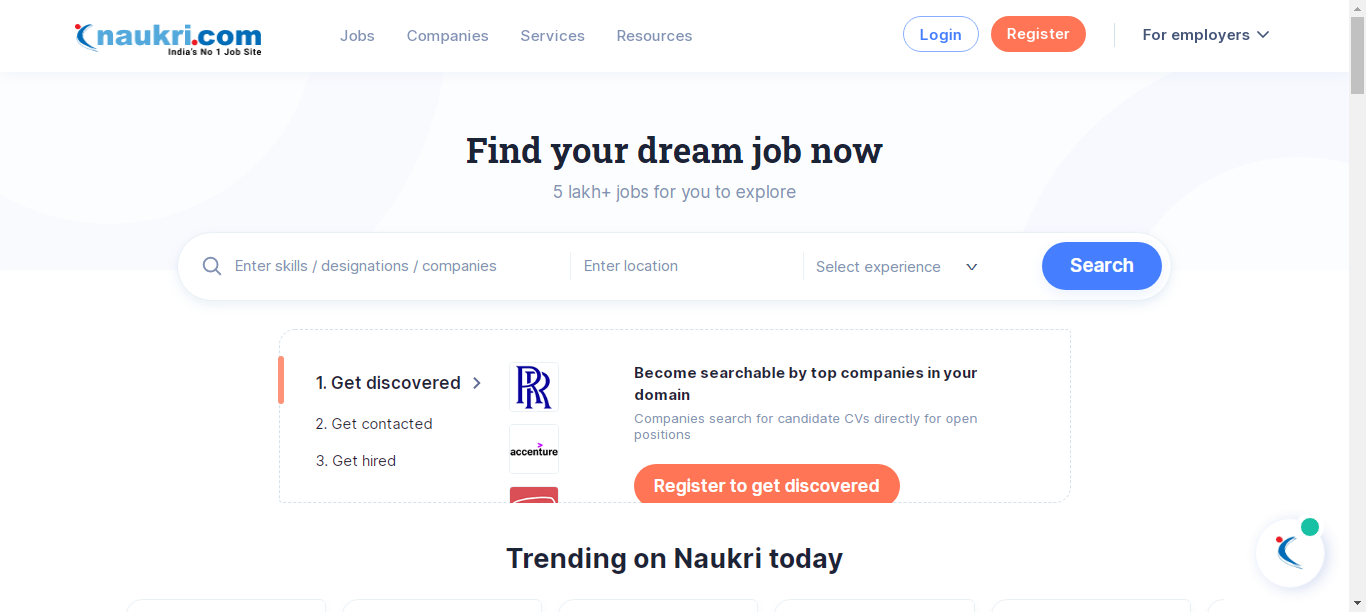 naukri.com
India's No 1 Job Site
Jobs Companies Services Resources Login Register For employers
Find your dream job now
5 lakh+ jobs for you to explore
Enter skills / designations / companies Enter location Select experience Search
1. Get discovered
2. Get contacted
3. Get hired
RR
accenture
Become searchable by top companies in your
domain
Companies search for candidate CVs directly for open
positions
Register to get discovered
Trending on Naukri today